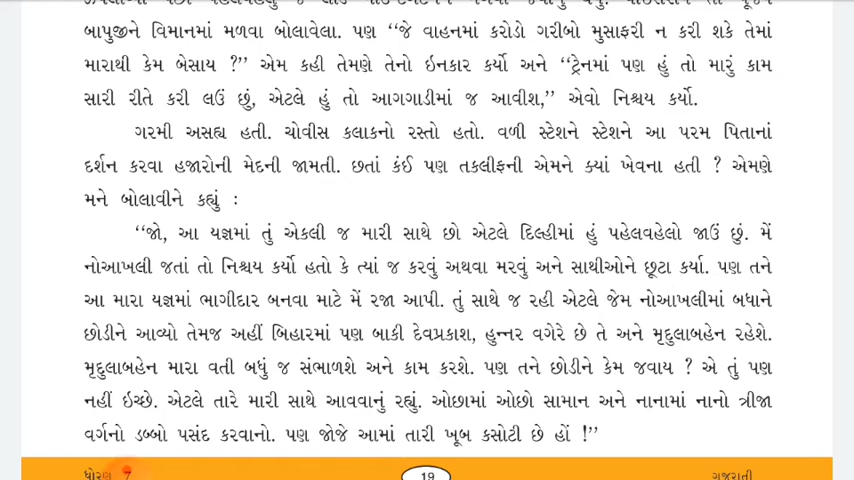 બાપુજીને વિમાનમાં મળવા બોલાવેલા. પણ “જે વાહનમાં કરોડો ગરીબો મુસાફરી ન કરી શકે તેમાં
મારાથી કેમ બેસાય ?” એમ કહી તેમણે તેનો ઇનકાર કર્યો અને “ટ્રેનમાં પણ હું તો મારું કામ
સારી રીતે કરી લઉં છું, એટલે હું તો આગગાડીમાં જ આવીશ,” એવો નિશ્ચય કર્યો.
ગરમી અસહ્ય હતી. ચોવીસ કલાકનો રસ્તો હતો. વળી સ્ટેશને સ્ટેશને આ પરમ પિતાનાં
દર્શન કરવા હજારોની મેદની જામતી. છતાં કંઈ પણ તકલીફની એમને ક્યાં ખેવના હતી ? એમણે
મને બોલાવીને કહ્યું :
“જો, આ યજ્ઞમાં તું એકલી જ મારી સાથે છો એટલે દિલ્હીમાં હું પહેલવહેલો જાઉં છું. મેં
નોઆખલી જતાં તો નિશ્ચય કર્યો હતો કે ત્યાં જ કરવું અથવા મરવું અને સાથીઓને છૂટા કર્યા. પણ તને
આ મારા યજ્ઞમાં ભાગીદાર બનવા માટે મેં રજા આપી. તું સાથે જ રહી એટલે જેમ નોઆખલીમાં બધાને
છોડીને આવ્યો તેમજ અહીં બિહારમાં પણ બાકી દેવપ્રકાશ, હુન્નર વગેરે છે તે અને મૃદુલાબહેન રહેશે.
મૃદુલાબહેન મારા વતી બધું જ સંભાળશે અને કામ કરશે. પણ તને છોડીને કેમ જવાય ? એ તું પણ
નહીં ઇચ્છે. એટલે તારે મારી સાથે આવવાનું રહ્યું. ઓછામાં ઓછો સામાન અને નાનામાં નાનો ત્રીજા
વર્ગનો ડબ્બો પસંદ કરવાનો. પણ જોજે આમાં તારી ખૂબ કસોટી છે હોં !”
ધોરણ 7 19 ગુજરાતી